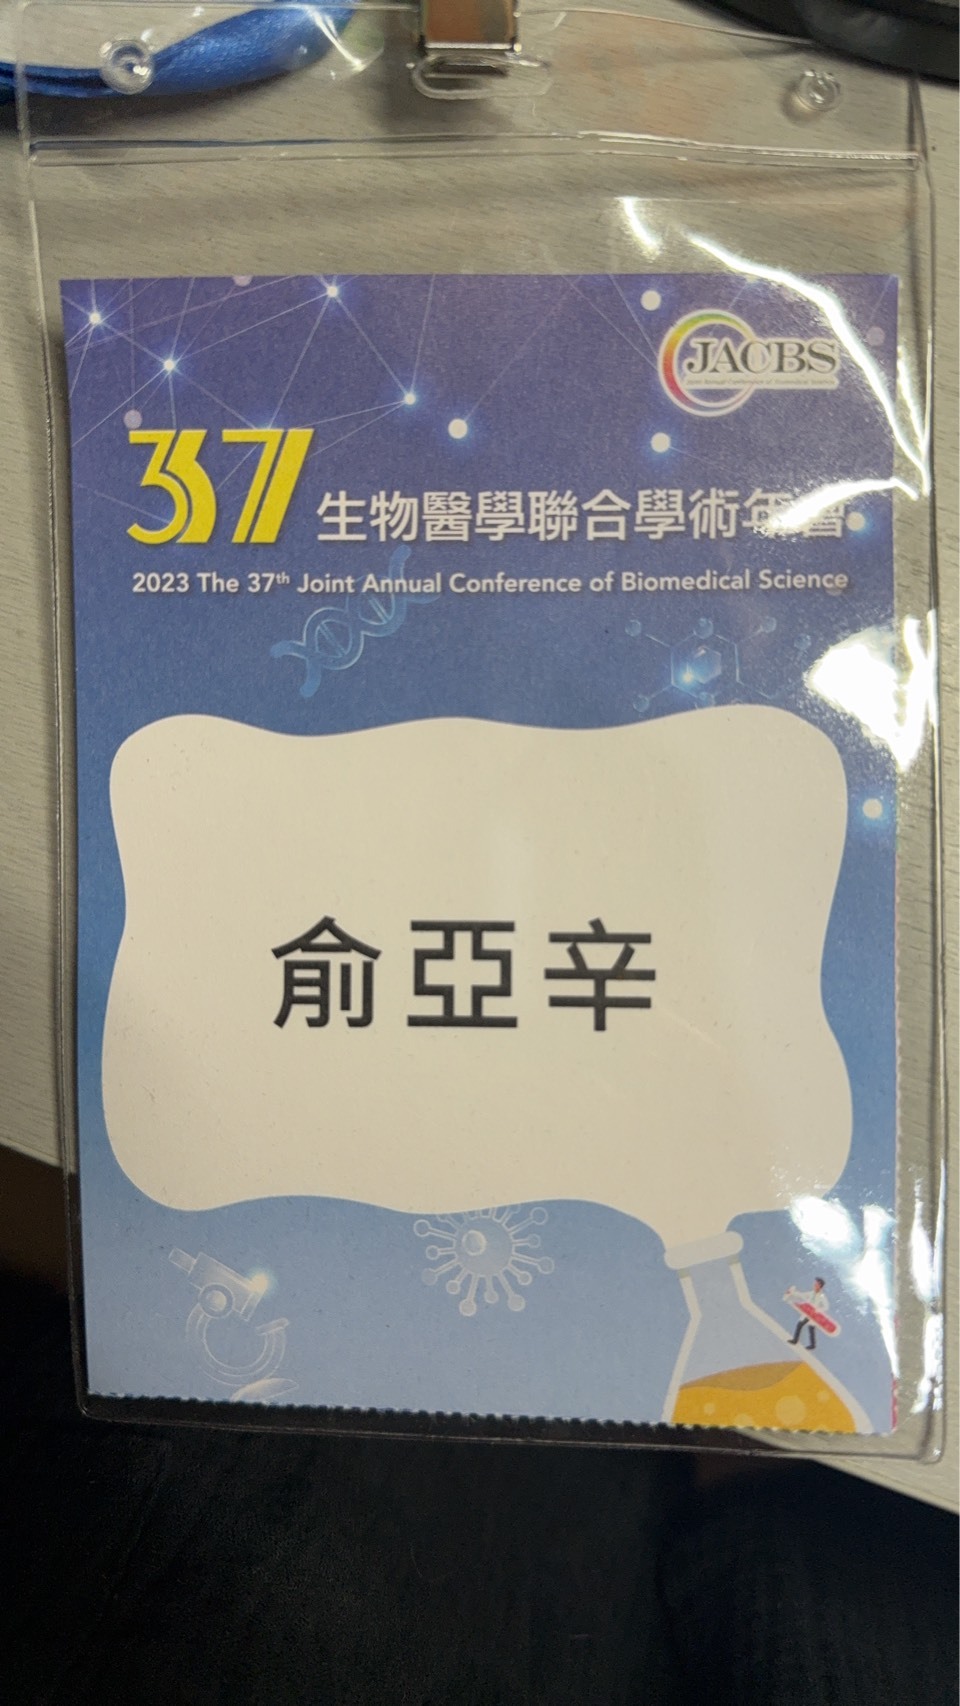 JACBS
37 生物醫學聯合學術年會
2023 The 37th Joint Annual Conference of Biomedical Science
俞亞辛